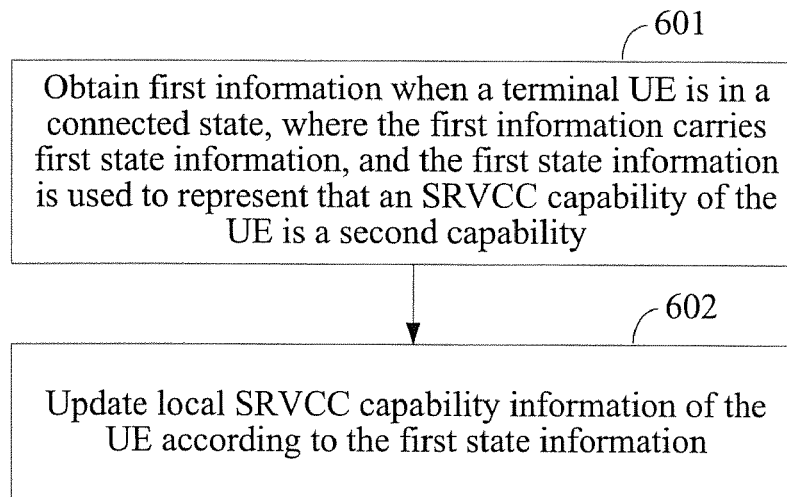 601
Obtain first information when a terminal UE is in a
connected state, where the first information carries
first state information, and the first state information
is used to represent that an SRVCC capability of the
UE is a second capability
602
Update local SRVCC capability information of the
UE according to the first state information